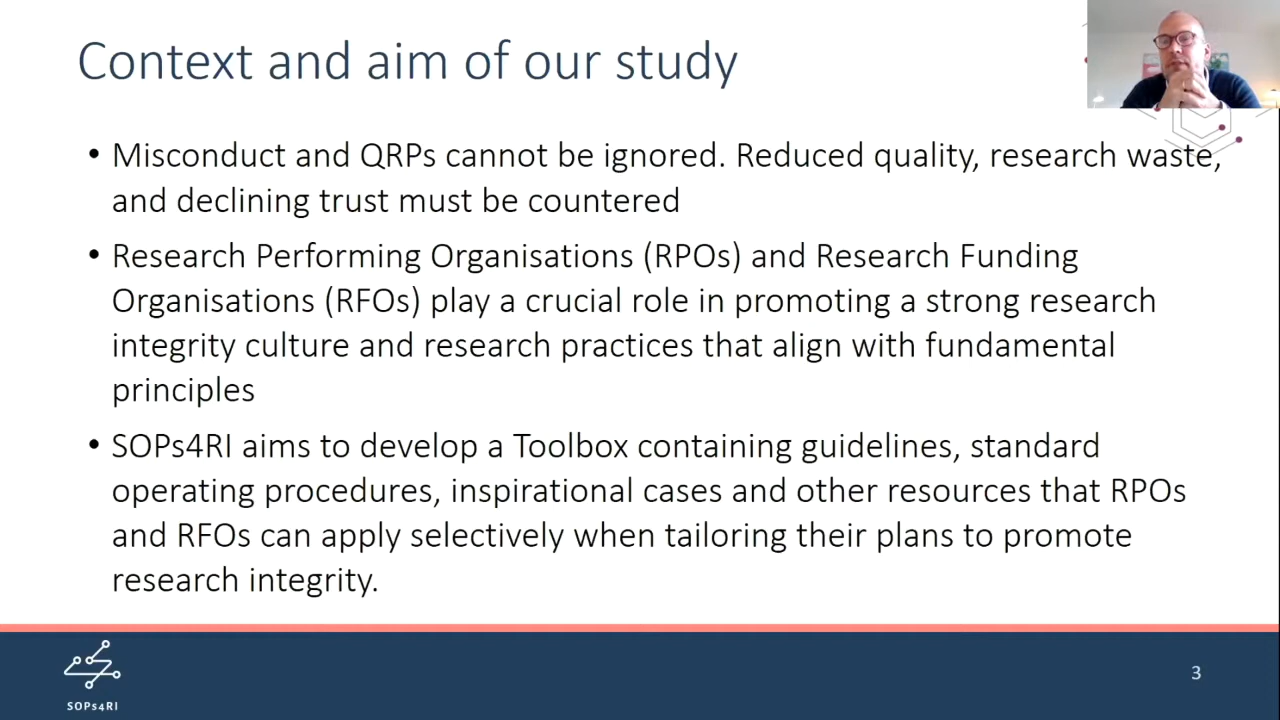 Context and aim of our study
• Misconduct and QRPs cannot be ignored. Reduced quality, research waste,
and declining trust must be countered
• Research Performing Organisations (RPOs) and Research Funding
Organisations (RFOs) play a crucial role in promoting a strong research
integrity culture and research practices that align with fundamental
principles
• SOPs4RI aims to develop a Toolbox containing guidelines, standard
operating procedures, inspirational cases and other resources that RPOs
and RFOs can apply selectively when tailoring their plans to promote
research integrity.
SOPs4RI
3